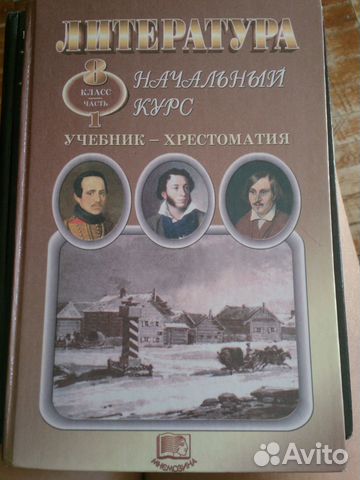 ЛИТЕРАТУРА
8
КЛАСС
ЧАСТЬ
1
НАЧАЛЬНЫЙ
КУРС
УЧЕБНИК – ХРЕСТОМАТИЯ
МНЕМОЗИНА
Avito